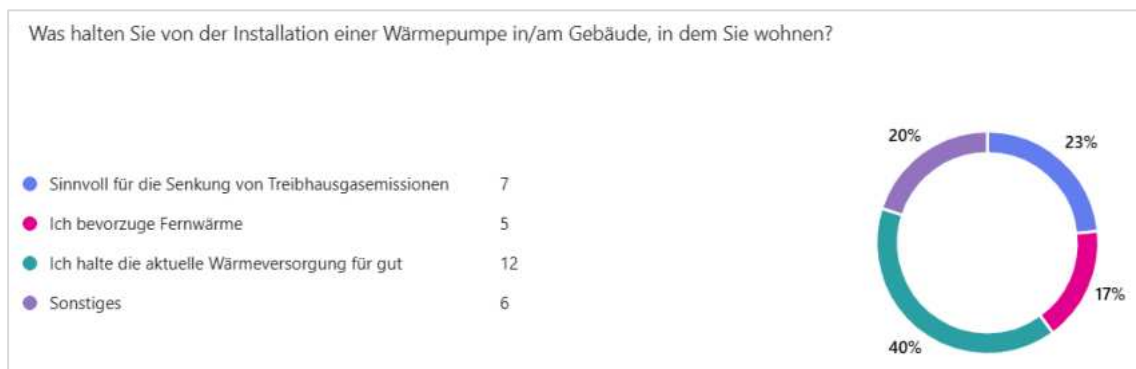 Was halten Sie von der Installation einer Wärmepumpe in/am Gebäude, in dem Sie wohnen?
Sinnvoll für die Senkung von Treibhausgasemissionen 7
Ich bevorzuge Fernwärme 5
Ich halte die aktuelle Wärmeversorgung für gut 12
Sonstiges 6
20%
23%
17%
40%